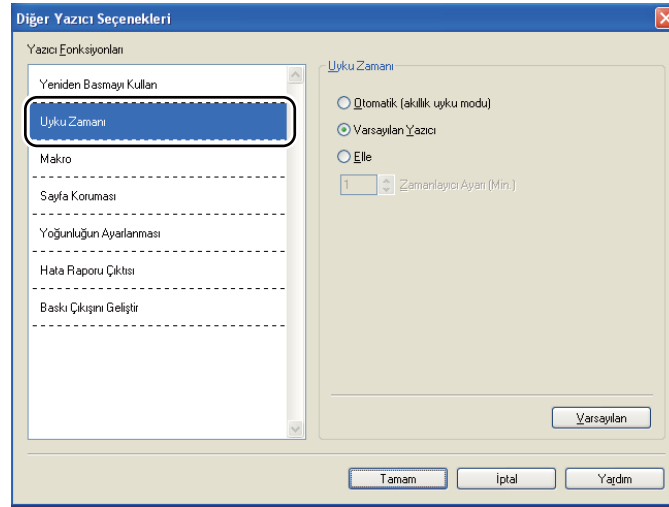 Diğer Yazıcı Seçenekleri
Yazıcı Fonksiyonları
Yeniden Basmayı Kullan
Uyku Zamanı
Makro
Sayfa Koruması
Yoğunluğun Ayarlanması
Hata Raporu Çıktısı
Baskı Çıkışını Geliştir
Uyku Zamanı
Otomatik (akıllık uyku modu)
Varsayılan Yazıcı
Elle
1 Zamanlayıcı Ayarı (Min.)
Varsayılan
Tamam İptal Yardım